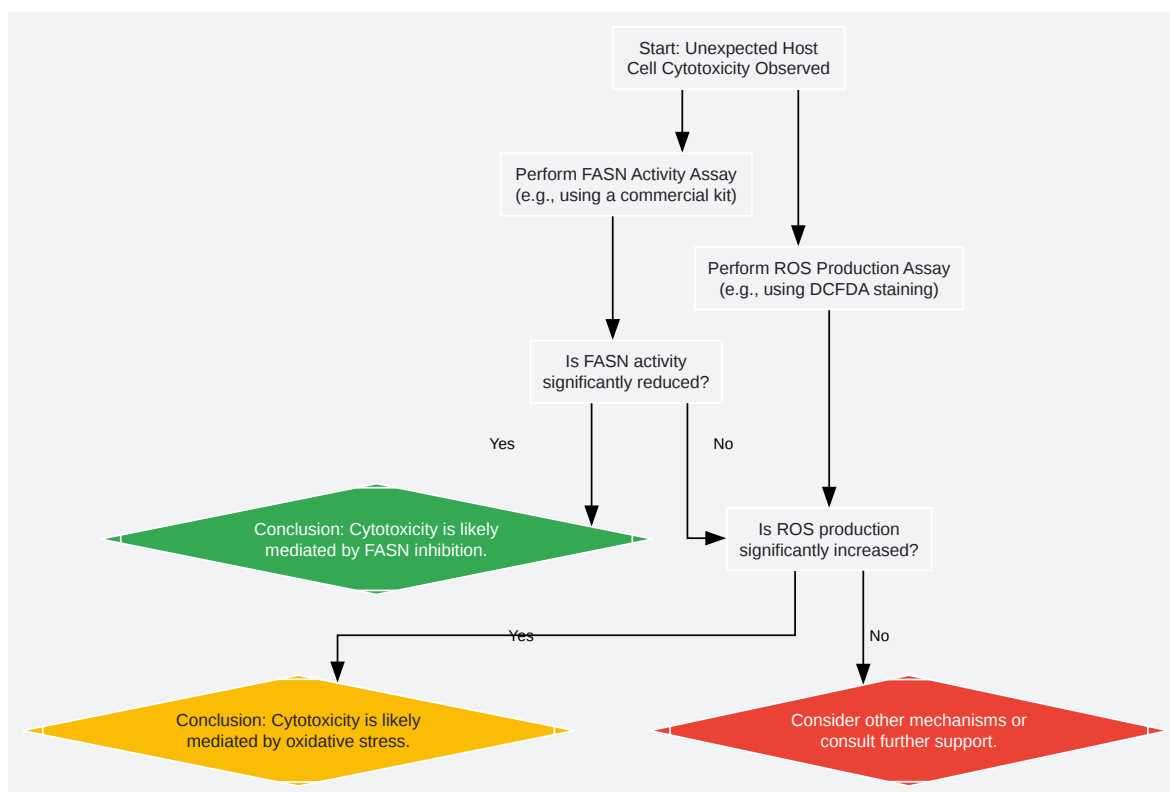 Start: Unexpected Host
Cell Cytotoxicity Observed
Perform FASN Activity Assay
(e.g., using a commercial kit)
Perform ROS Production Assay
(e.g., using DCFDA staining)
Is FASN activity
significantly reduced?
Yes
No
Conclusion: Cytotoxicity is likely
mediated by FASN inhibition.
Is ROS production
significantly increased?
Yes
No
Conclusion: Cytotoxicity is likely
mediated by oxidative stress.
Consider other mechanisms or
consult further support.